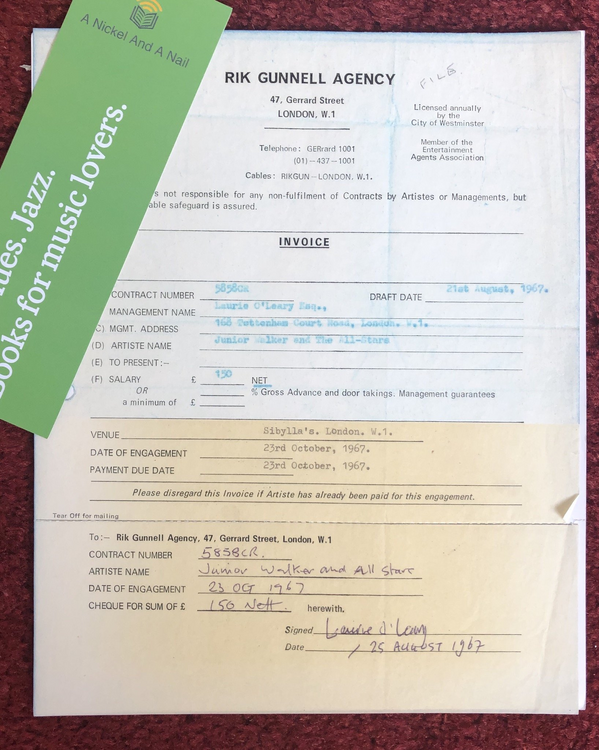 A Nickel And A Nail
ues. Jazz.
ooks for music lovers.
RIK GUNNELL AGENCY
FILE.
47, Gerrard Street
LONDON, W.1
Licensed annually
by the
City of Westminster
Telephone: GERrard 1001
(01)-437-1001
Member of the
Entertainment
Agents Association
Cables: RIKGUN-LONDON, W.1.
s not responsible for any non-fulfilment of Contracts by Artistes or Managements, but
able safeguard is assured.
INVOICE
CONTRACT NUMBER 5858CR DRAFT DATE 21st August, 1967.
MANAGEMENT NAME Laurie O'Leary Esq.,
C) MGMT. ADDRESS 168 Tottenham Court Road, London. W.1.
(D) ARTISTE NAME Junior Walker and The All-Stars
(E) TO PRESENT:-
(F) SALARY £ 150 NET
OR % Gross Advance and door takings. Management guarantees
a minimum of £
VENUE Sibylla's. London. W.1.
DATE OF ENGAGEMENT 23rd October, 1967.
PAYMENT DUE DATE 23rd October, 1967.
Please disregard this Invoice if Artiste has already been paid for this engagement.
Tear Off for mailing
To:- Rik Gunnell Agency, 47, Gerrard Street, London, W.1
CONTRACT NUMBER 5858CR.
ARTISTE NAME Junior Walker and All Stars
DATE OF ENGAGEMENT 23 OCT 1967
CHEQUE FOR SUM OF £ 150 Nett. herewith.
Signed Laurie O'Leary
Date 25 AUGUST 1967